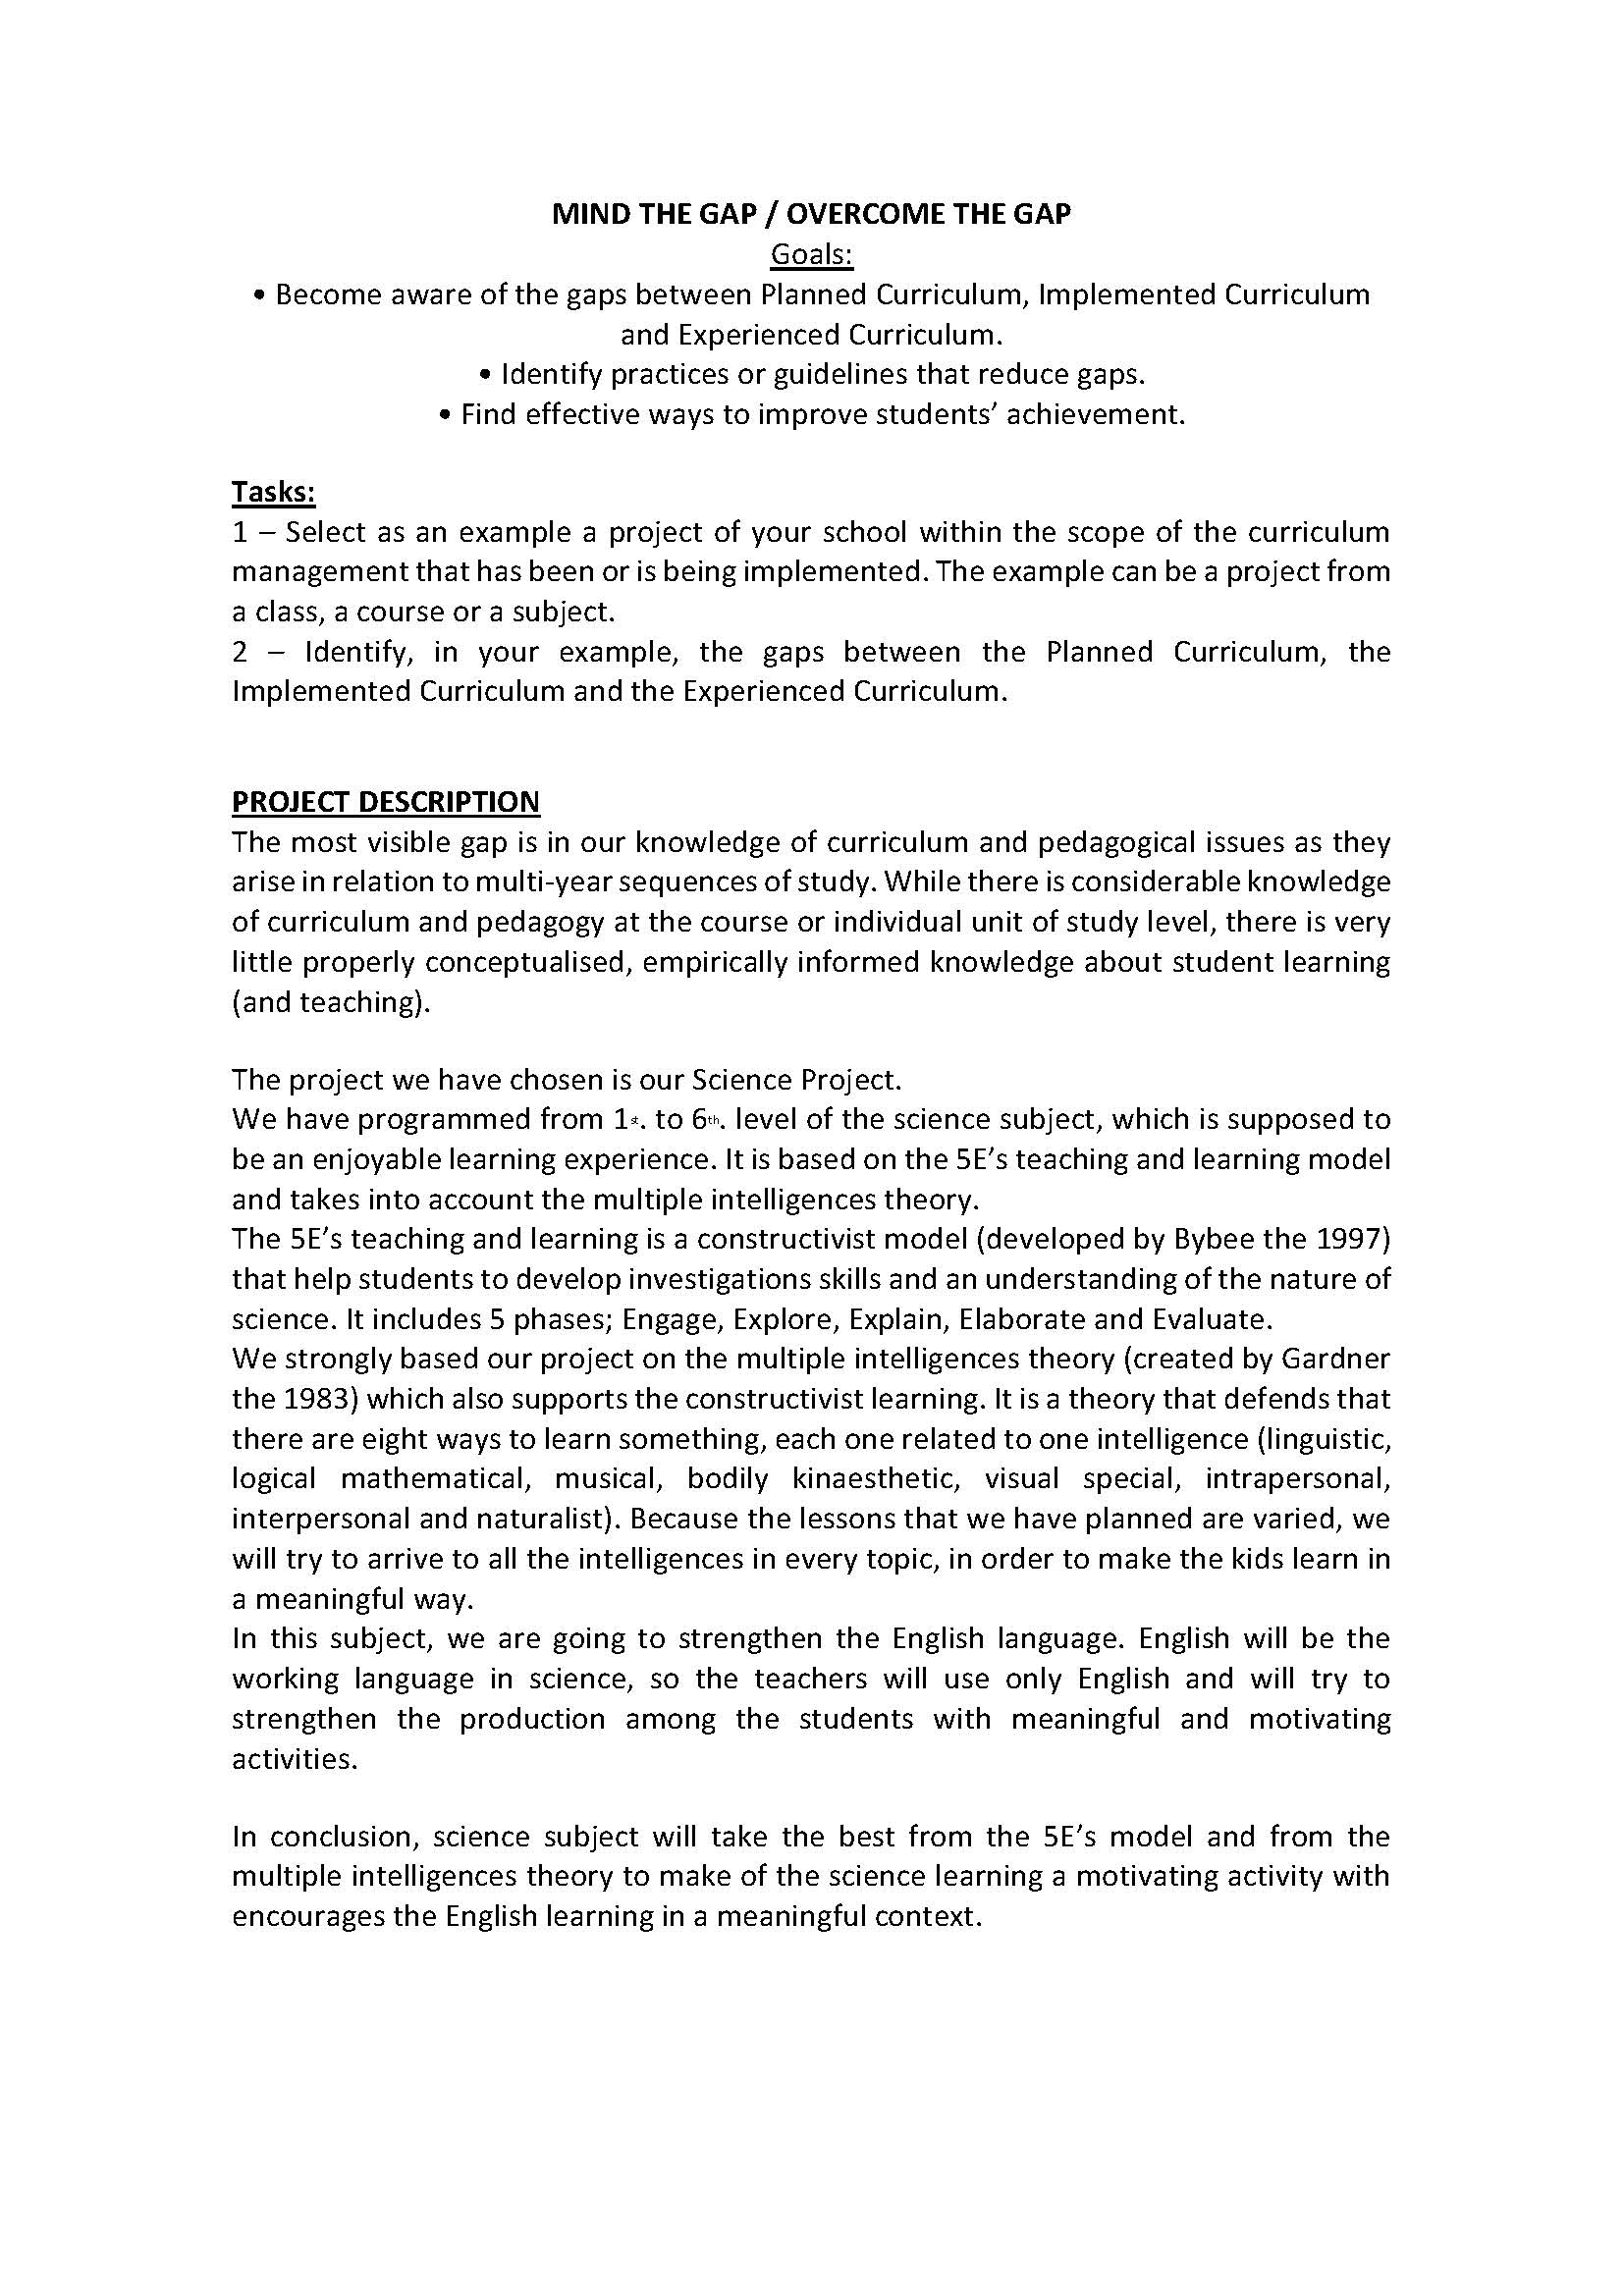 MIND THE GAP / OVERCOME THE GAP
Goals:
• Become aware of the gaps between Planned Curriculum, Implemented Curriculum
and Experienced Curriculum.
• Identify practices or guidelines that reduce gaps.
• Find effective ways to improve students’ achievement.
Tasks:
1 – Select as an example a project of your school within the scope of the curriculum
management that has been or is being implemented. The example can be a project from
a class, a course or a subject.
2 – Identify, in your example, the gaps between the Planned Curriculum, the
Implemented Curriculum and the Experienced Curriculum.
PROJECT DESCRIPTION
The most visible gap is in our knowledge of curriculum and pedagogical issues as they
arise in relation to multi-year sequences of study. While there is considerable knowledge
of curriculum and pedagogy at the course or individual unit of study level, there is very
little properly conceptualised, empirically informed knowledge about student learning
(and teaching).
The project we have chosen is our Science Project.
We have programmed from 1st. to 6th. level of the science subject, which is supposed to
be an enjoyable learning experience. It is based on the 5E’s teaching and learning model
and takes into account the multiple intelligences theory.
The 5E’s teaching and learning is a constructivist model (developed by Bybee the 1997)
that help students to develop investigations skills and an understanding of the nature of
science. It includes 5 phases; Engage, Explore, Explain, Elaborate and Evaluate.
We strongly based our project on the multiple intelligences theory (created by Gardner
the 1983) which also supports the constructivist learning. It is a theory that defends that
there are eight ways to learn something, each one related to one intelligence (linguistic,
logical mathematical, musical, bodily kinaesthetic, visual special, intrapersonal,
interpersonal and naturalist). Because the lessons that we have planned are varied, we
will try to arrive to all the intelligences in every topic, in order to make the kids learn in
a meaningful way.
In this subject, we are going to strengthen the English language. English will be the
working language in science, so the teachers will use only English and will try to
strengthen the production among the students with meaningful and motivating
activities.
In conclusion, science subject will take the best from the 5E’s model and from the
multiple intelligences theory to make of the science learning a motivating activity with
encourages the English learning in a meaningful context.